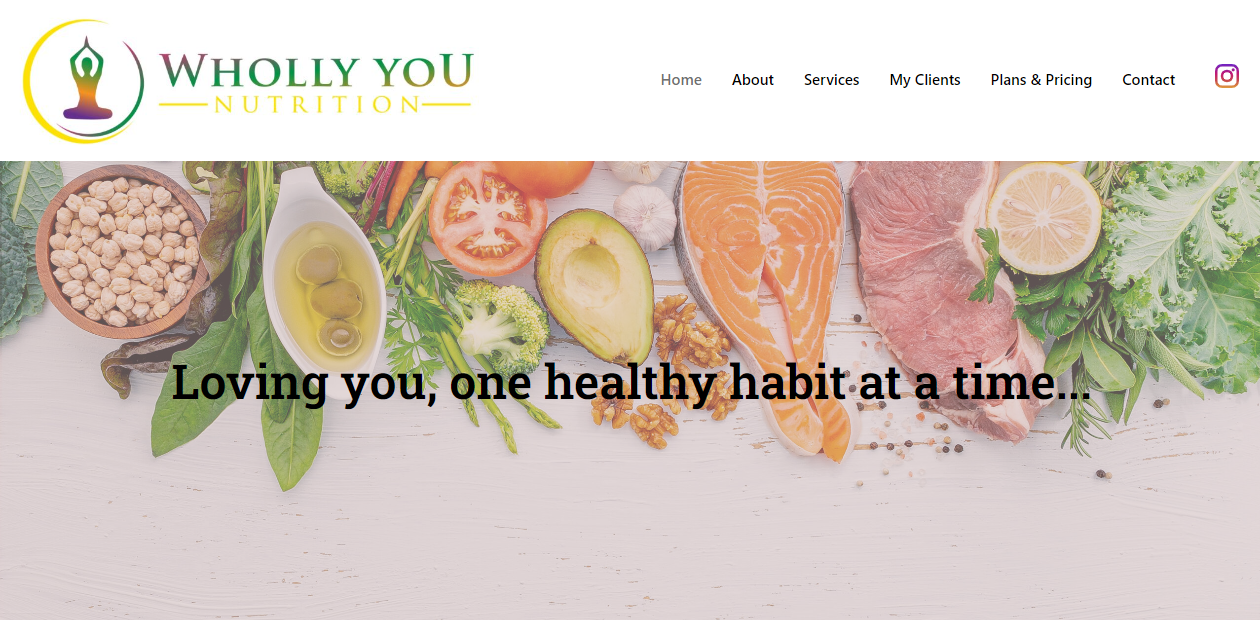 WHOLLY YOU
NUTRITION
Home About Services My Clients Plans & Pricing Contact
Loving you, one healthy habit at a time...